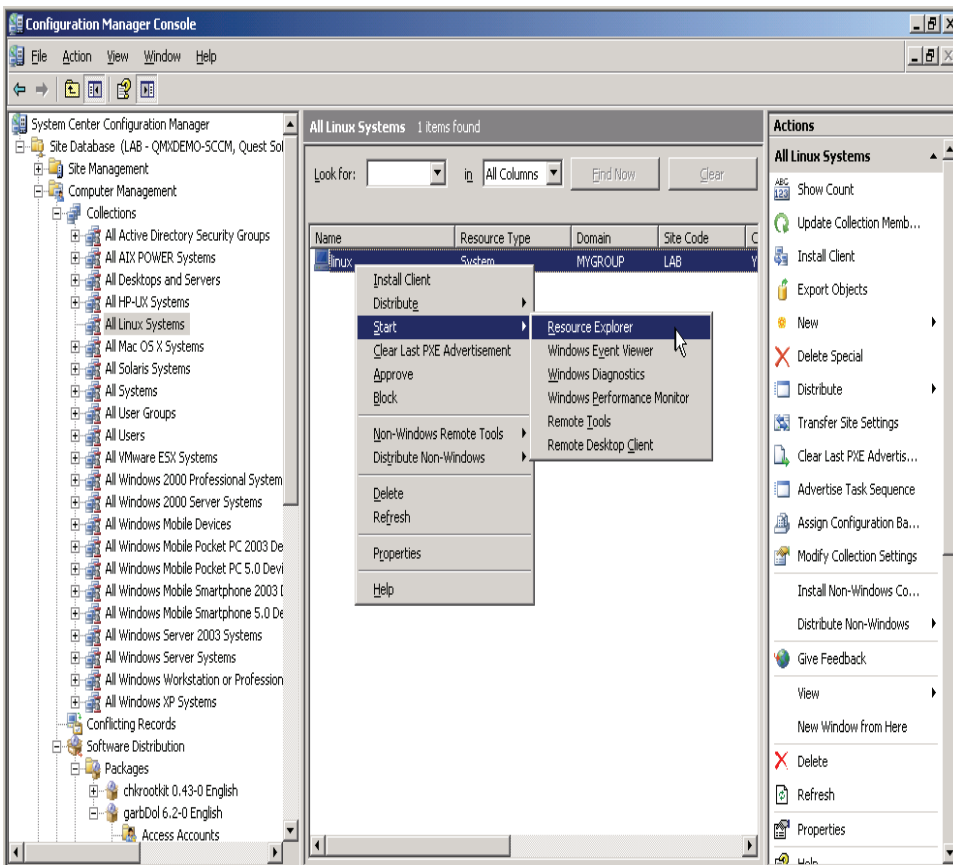 Configuration Manager Console
File Action View Window Help
System Center Configuration Manager
Site Database (LAB - QMXDEMO-SCCM, Quest Sol
Site Management
Computer Management
Collections
All Active Directory Security Groups
All AIX POWER Systems
All Desktops and Servers
All HP-UX Systems
All Linux Systems
All Mac OS X Systems
All Solaris Systems
All Systems
All User Groups
All Users
All VMware ESX Systems
All Windows 2000 Professional System
All Windows 2000 Server Systems
All Windows Mobile Devices
All Windows Mobile Pocket PC 2003 De
All Windows Mobile Pocket PC 5.0 Devi
All Windows Mobile Smartphone 2003 D
All Windows Mobile Smartphone 5.0 De
All Windows Server 2003 Systems
All Windows Server Systems
All Windows Workstation or Profession
All Windows XP Systems
Conflicting Records
Software Distribution
Packages
chkrootkit 0.43-0 English
garbDol 6.2-0 English
Access Accounts
All Linux Systems 1 items found
Look for: in All Columns Find Now Clear
Name Resource Type Domain Site Code C
linux System MYGROUP LAB Y
Install Client
Distribute
Start
Clear Last PXE Advertisement
Approve
Block
Non-Windows Remote Tools
Distribute Non-Windows
Delete
Refresh
Properties
Help
Resource Explorer
Windows Event Viewer
Windows Diagnostics
Windows Performance Monitor
Remote Tools
Remote Desktop Client
Actions
All Linux Systems
ABC 123 Show Count
Update Collection Memb...
Install Client
Export Objects
New
Delete Special
Distribute
Transfer Site Settings
Clear Last PXE Advertis...
Advertise Task Sequence
Assign Configuration Ba...
Modify Collection Settings
Install Non-Windows Co...
Distribute Non-Windows
Give Feedback
View
New Window from Here
Delete
Refresh
Properties
Help